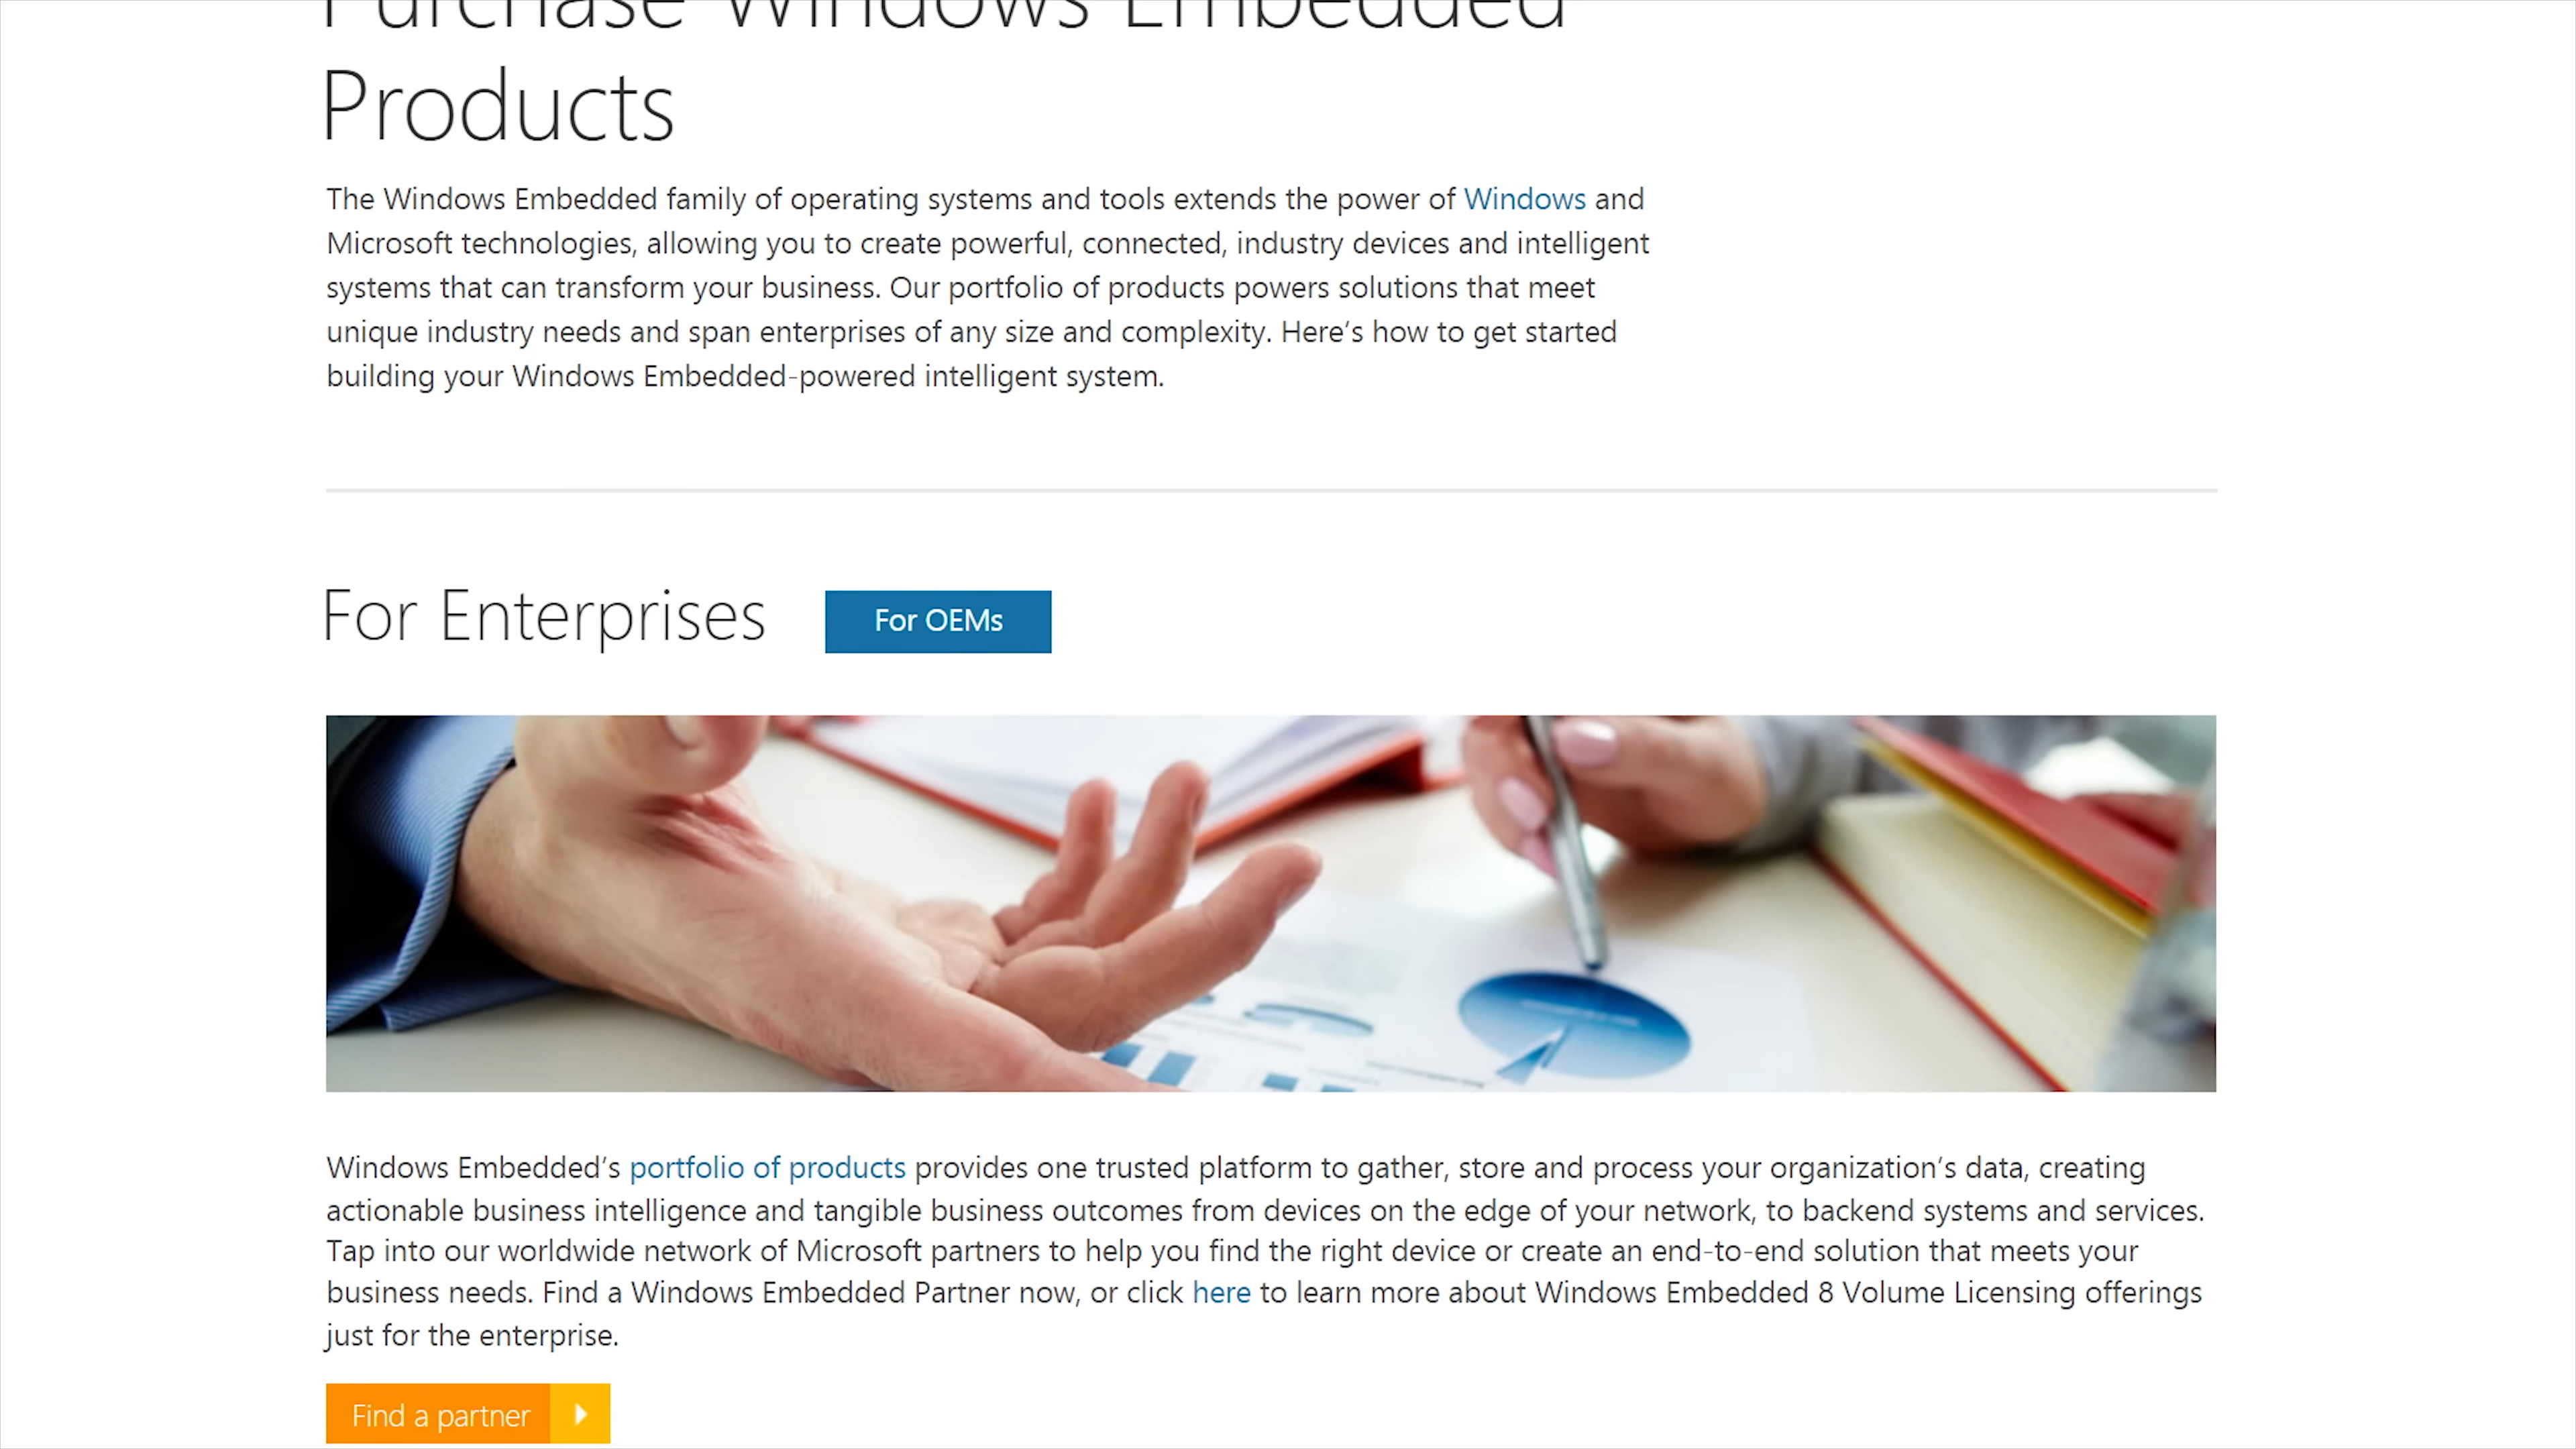 Purchase Windows Embedded
Products
The Windows Embedded family of operating systems and tools extends the power of Windows and
Microsoft technologies, allowing you to create powerful, connected, industry devices and intelligent
systems that can transform your business. Our portfolio of products powers solutions that meet
unique industry needs and span enterprises of any size and complexity. Here’s how to get started
building your Windows Embedded-powered intelligent system.
For Enterprises
For OEMs
Windows Embedded’s portfolio of products provides one trusted platform to gather, store and process your organization’s data, creating
actionable business intelligence and tangible business outcomes from devices on the edge of your network, to backend systems and services.
Tap into our worldwide network of Microsoft partners to help you find the right device or create an end-to-end solution that meets your
business needs. Find a Windows Embedded Partner now, or click here to learn more about Windows Embedded 8 Volume Licensing offerings
just for the enterprise.
Find a partner